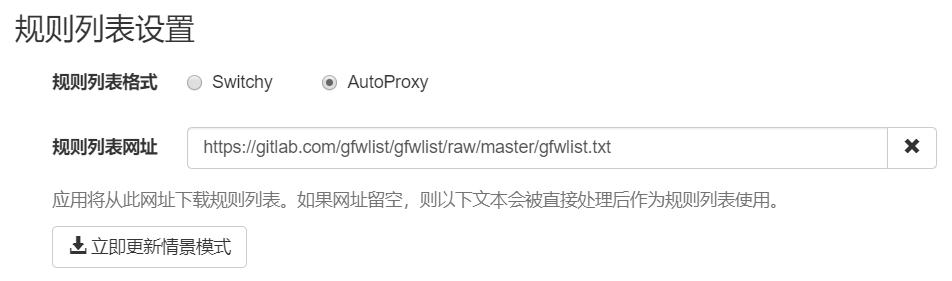 规则列表设置
规则列表格式 Switchy AutoProxy
规则列表网址 https://gitlab.com/gfwlist/gfwlist/raw/master/gfwlist.txt
应用将从此网址下载规则列表。如果网址留空，则以下文本会被直接处理后作为规则列表使用。
立即更新情景模式